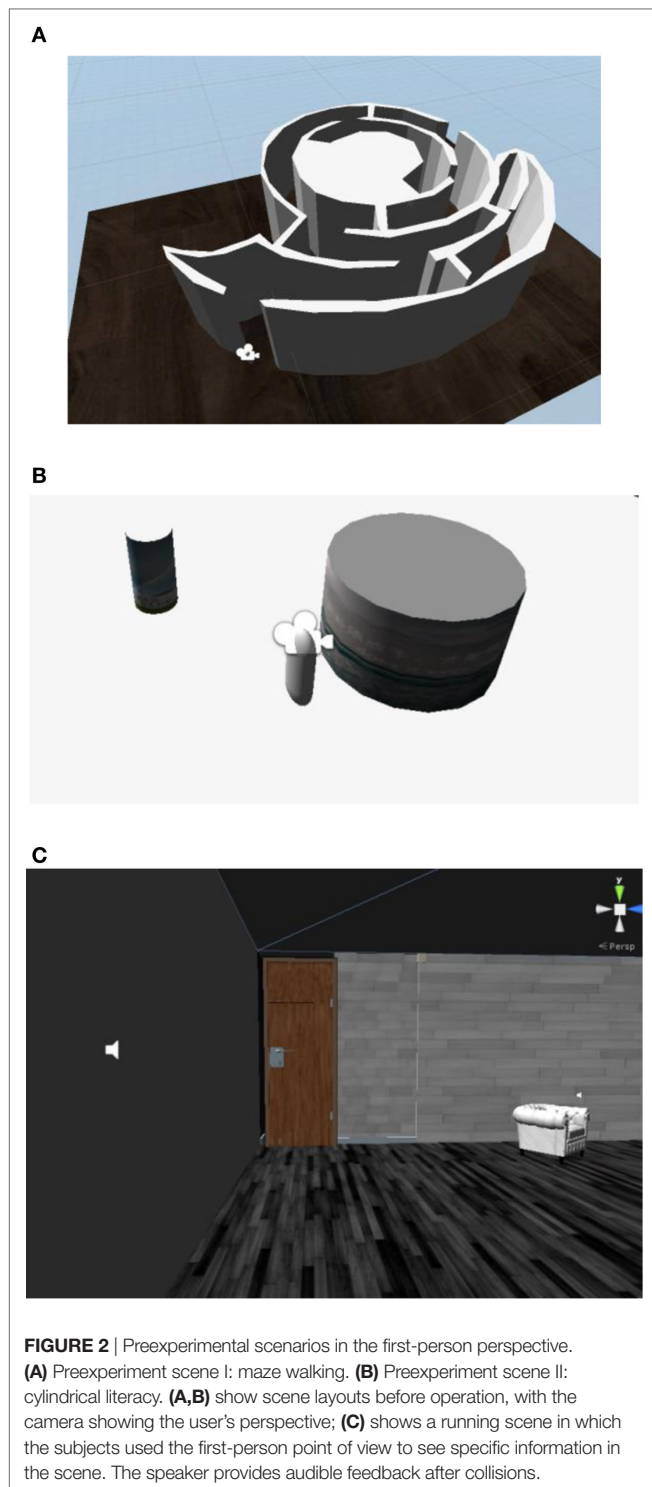 A
B
C
y
≺Persp
FIGURE 2 | Preexperimental scenarios in the first-person perspective.
(A) Preexperiment scene I: maze walking. (B) Preexperiment scene II:
cylindrical literacy. (A,B) show scene layouts before operation, with the
camera showing the user's perspective; (C) shows a running scene in which
the subjects used the first-person point of view to see specific information in
the scene. The speaker provides audible feedback after collisions.